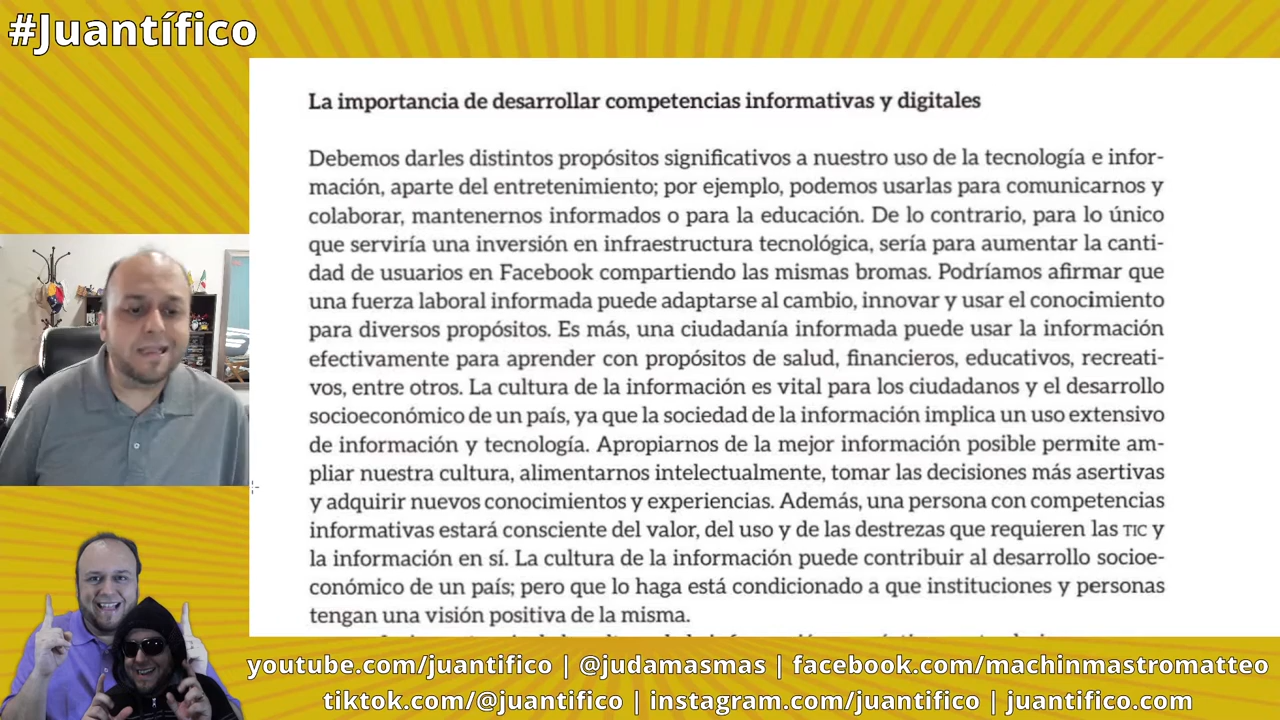 #Juantífico
La importancia de desarrollar competencias informativas y digitales
Debemos darles distintos propósitos significativos a nuestro uso de la tecnología e infor-
mación, aparte del entretenimiento; por ejemplo, podemos usarlas para comunicarnos y
colaborar, mantenernos informados o para la educación. De lo contrario, para lo único
que serviría una inversión en infraestructura tecnológica, sería para aumentar la canti-
dad de usuarios en Facebook compartiendo las mismas bromas. Podríamos afirmar que
una fuerza laboral informada puede adaptarse al cambio, innovar y usar el conocimiento
para diversos propósitos. Es más, una ciudadanía informada puede usar la información
efectivamente para aprender con propósitos de salud, financieros, educativos, recreati-
vos, entre otros. La cultura de la información es vital para los ciudadanos y el desarrollo
socioeconómico de un país, ya que la sociedad de la información implica un uso extensivo
de información y tecnología. Apropiarnos de la mejor información posible permite am-
pliar nuestra cultura, alimentarnos intelectualmente, tomar las decisiones más asertivas
y adquirir nuevos conocimientos y experiencias. Además, una persona con competencias
informativas estará consciente del valor, del uso y de las destrezas que requieren las TIC y
la información en sí. La cultura de la información puede contribuir al desarrollo socioe-
conómico de un país; pero que lo haga está condicionado a que instituciones y personas
tengan una visión positiva de la misma.
youtube.com/juantifico | @judamasmas | facebook.com/machinmastromatteo
tiktok.com/@juantifico | instagram.com/juantifico | juantifico.com